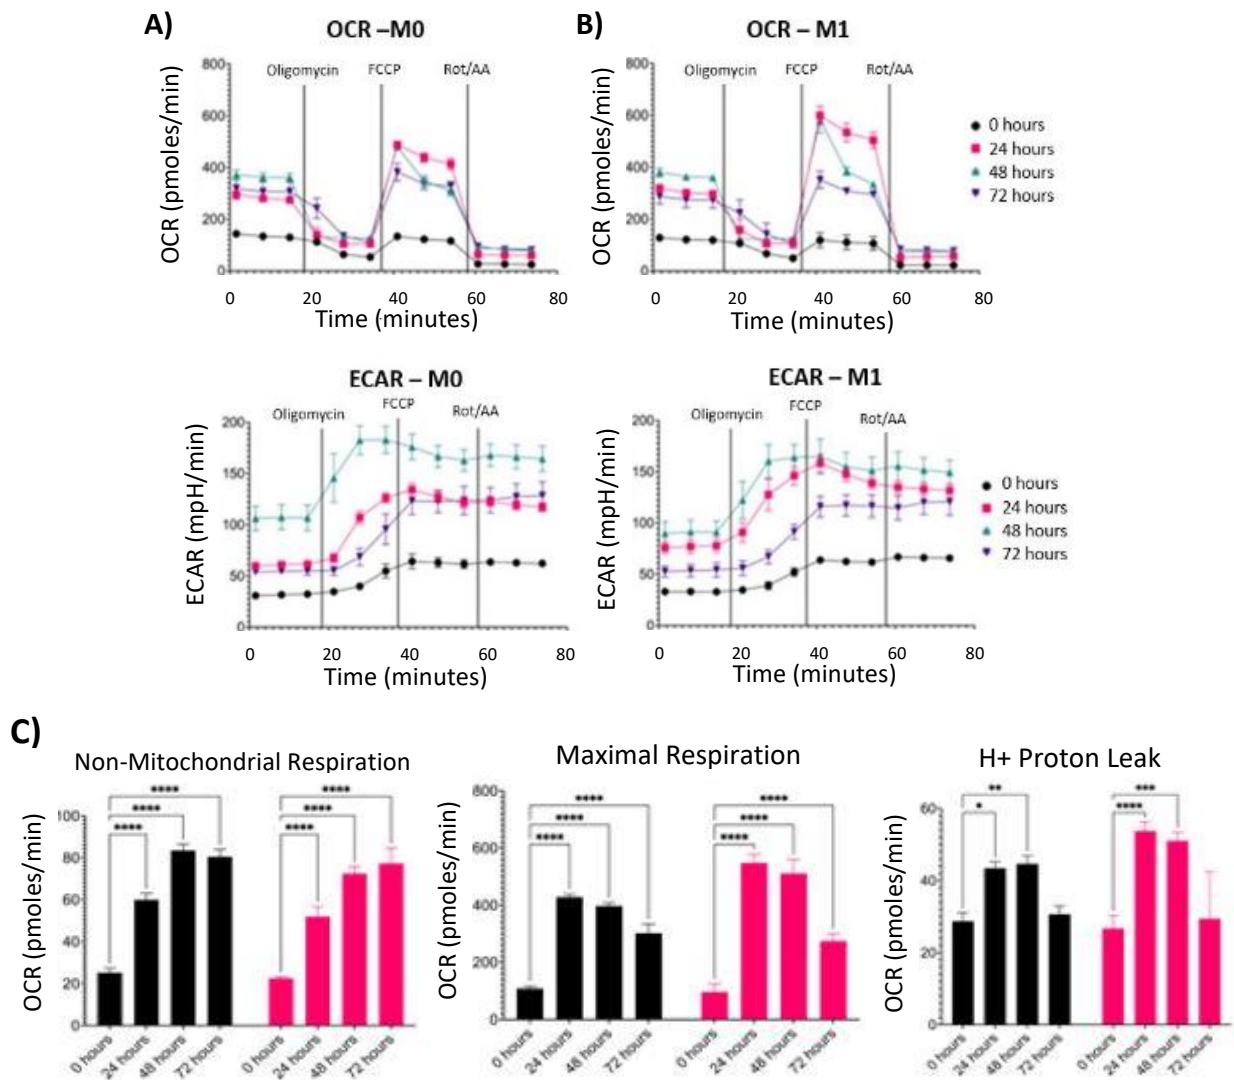 A)
OCR –M0
800
600
400
200
0
OCR (pmoles/min)
Oligomycin
FCCP
Rot/AA
0 20 40 60 80
Time (minutes)
B)
OCR – M1
800
600
400
200
0
OCR (pmoles/min)
Oligomycin
FCCP
Rot/AA
0 20 40 60 80
Time (minutes)
0 hours
24 hours
48 hours
72 hours
ECAR – M0
200
150
100
50
0
ECAR (mpH/min)
Oligomycin
FCCP
Rot/AA
0 20 40 60 80
Time (minutes)
ECAR – M1
200
150
100
50
0
ECAR (mpH/min)
Oligomycin
FCCP
Rot/AA
0 20 40 60 80
Time (minutes)
0 hours
24 hours
48 hours
72 hours
C)
Non-Mitochondrial Respiration
****
****
****
****
****
****
100
80
60
40
20
0
OCR (pmoles/min)
0 hours
24 hours
48 hours
72 hours
0 hours
24 hours
48 hours
72 hours
Maximal Respiration
****
****
****
****
****
****
800
600
400
200
0
OCR (pmoles/min)
0 hours
24 hours
48 hours
72 hours
0 hours
24 hours
48 hours
72 hours
H+ Proton Leak
**
*
***
****
60
40
20
0
OCR (pmoles/min)
0 hours
24 hours
48 hours
72 hours
0 hours
24 hours
48 hours
72 hours